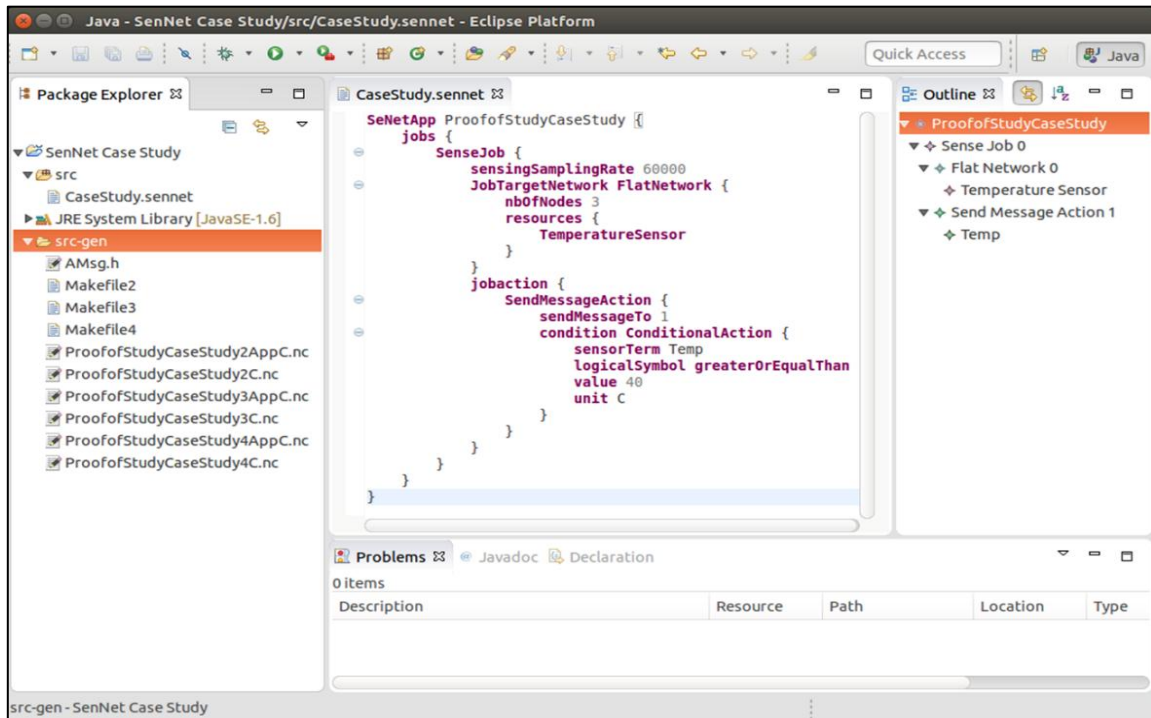 Java - SenNet Case Study/src/CaseStudy.sennet - Eclipse Platform
Quick Access
Java
Package Explorer
SenNet Case Study
src
CaseStudy.sennet
JRE System Library [JavaSE-1.6]
src-gen
AMsg.h
Makefile2
Makefile3
Makefile4
ProofofStudyCaseStudy2AppC.nc
ProofofStudyCaseStudy2C.nc
ProofofStudyCaseStudy3AppC.nc
ProofofStudyCaseStudy3C.nc
ProofofStudyCaseStudy4AppC.nc
ProofofStudyCaseStudy4C.nc
CaseStudy.sennet
SeNetApp ProofofStudyCaseStudy {
jobs {
SenseJob {
sensingSamplingRate 60000
JobTargetNetwork FlatNetwork {
nbOfNodes 3
resources {
TemperatureSensor
}
}
jobaction {
SendMessageAction {
sendMessageTo 1
condition ConditionalAction {
sensorTerm Temp
logicalSymbol greaterOrEqualThan
value 40
unit C
}
}
}
}
}
}
Outline
ProofofStudyCaseStudy
Sense Job 0
Flat Network 0
Temperature Sensor
Send Message Action 1
Temp
Problems Javadoc Declaration
0 items
Description Resource Path Location Type
src-gen - SenNet Case Study